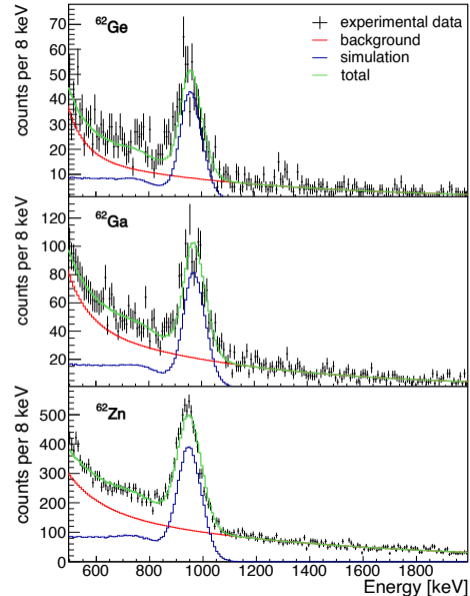 counts per 8 keV
70
60
50
40
30
20
10
⁶²Ge
experimental data
background
simulation
total
counts per 8 keV
120
100
80
60
40
20
⁶²Ga
counts per 8 keV
500
400
300
200
100
0
⁶²Zn
600 800 1000 1200 1400 1600 1800
Energy [keV]